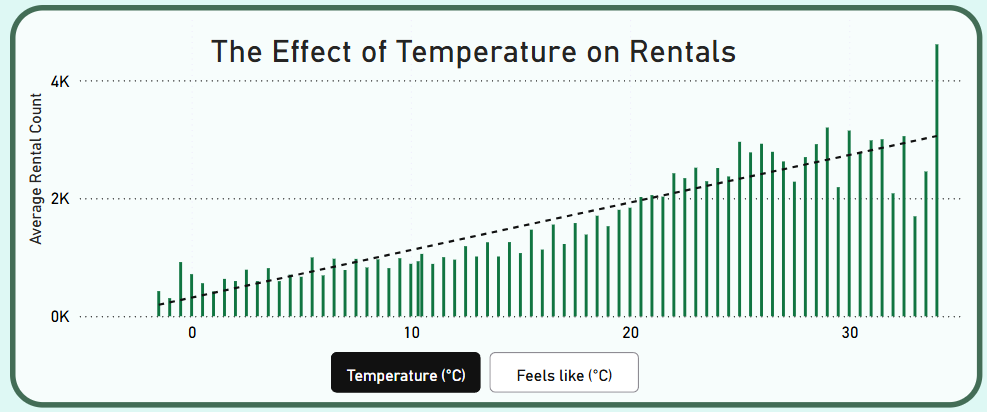 The Effect of Temperature on Rentals
Average Rental Count
4K
2K
0K
0
10
20
30
Temperature (°C)
Feels like (°C)